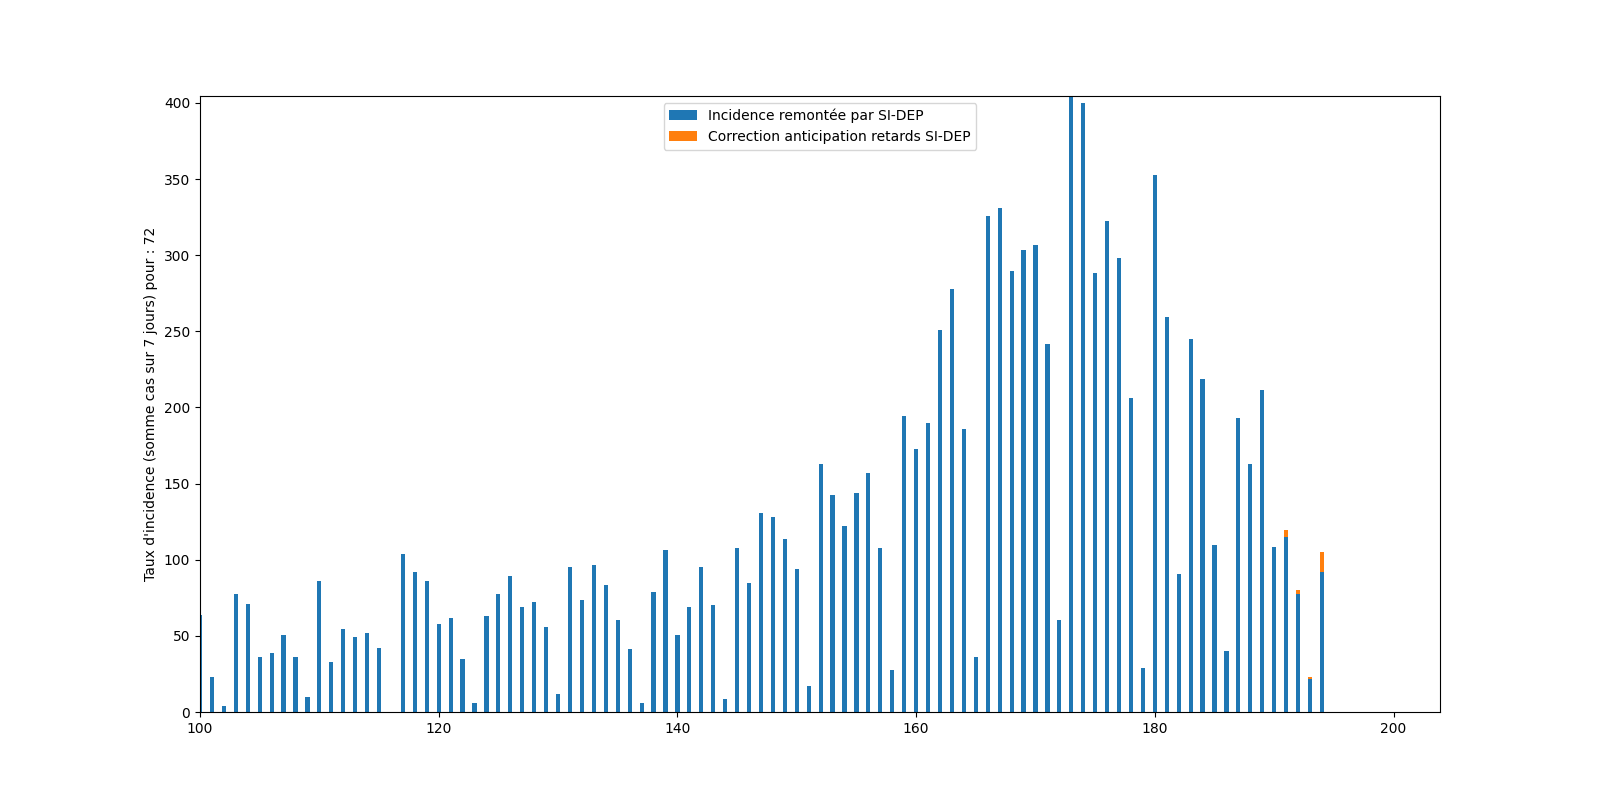 Incidence remontée par SI-DEP
Correction anticipation retards SI-DEP
Taux d'incidence (somme cas sur 7 jours) pour : 72
400
350
300
250
200
150
100
50
0
100 120 140 160 180 200